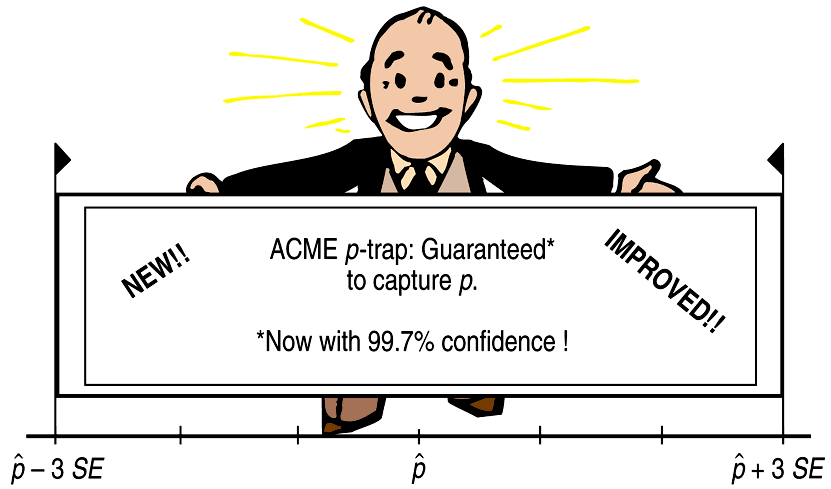 NEW!!
ACME p-trap: Guaranteed*
to capture p.
IMPROVED!!
*Now with 99.7% confidence !
p̂ – 3 SE
p̂
p̂ + 3 SE